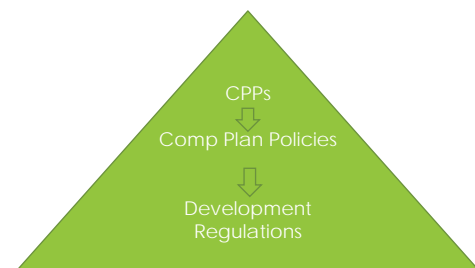 CPPs
Comp Plan Policies
Development
Regulations